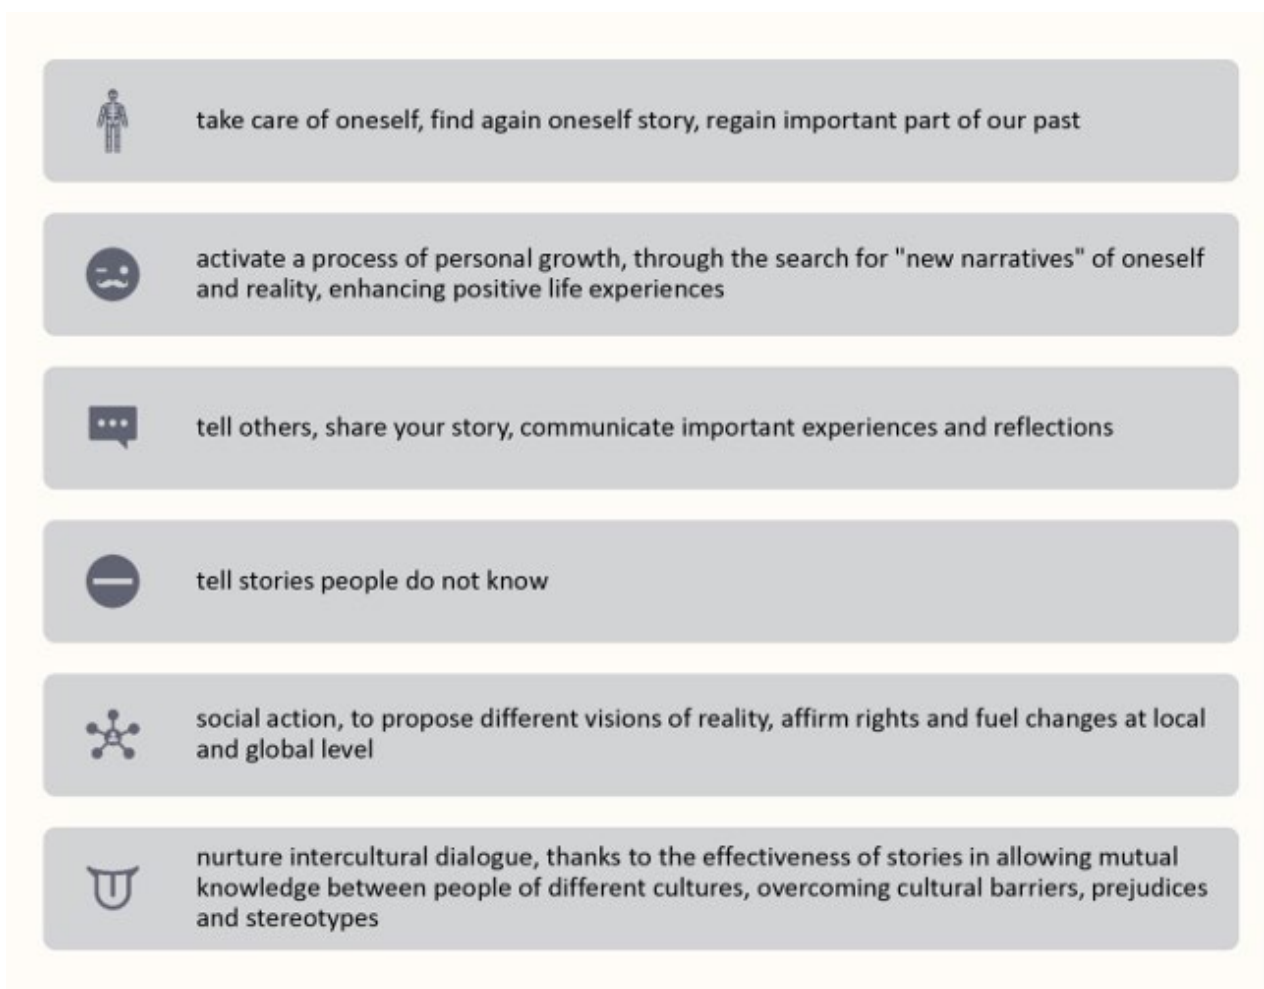 take care of oneself, find again oneself story, regain important part of our past
activate a process of personal growth, through the search for "new narratives" of oneself
and reality, enhancing positive life experiences
tell others, share your story, communicate important experiences and reflections
tell stories people do not know
social action, to propose different visions of reality, affirm rights and fuel changes at local
and global level
nurture intercultural dialogue, thanks to the effectiveness of stories in allowing mutual
knowledge between people of different cultures, overcoming cultural barriers, prejudices
and stereotypes